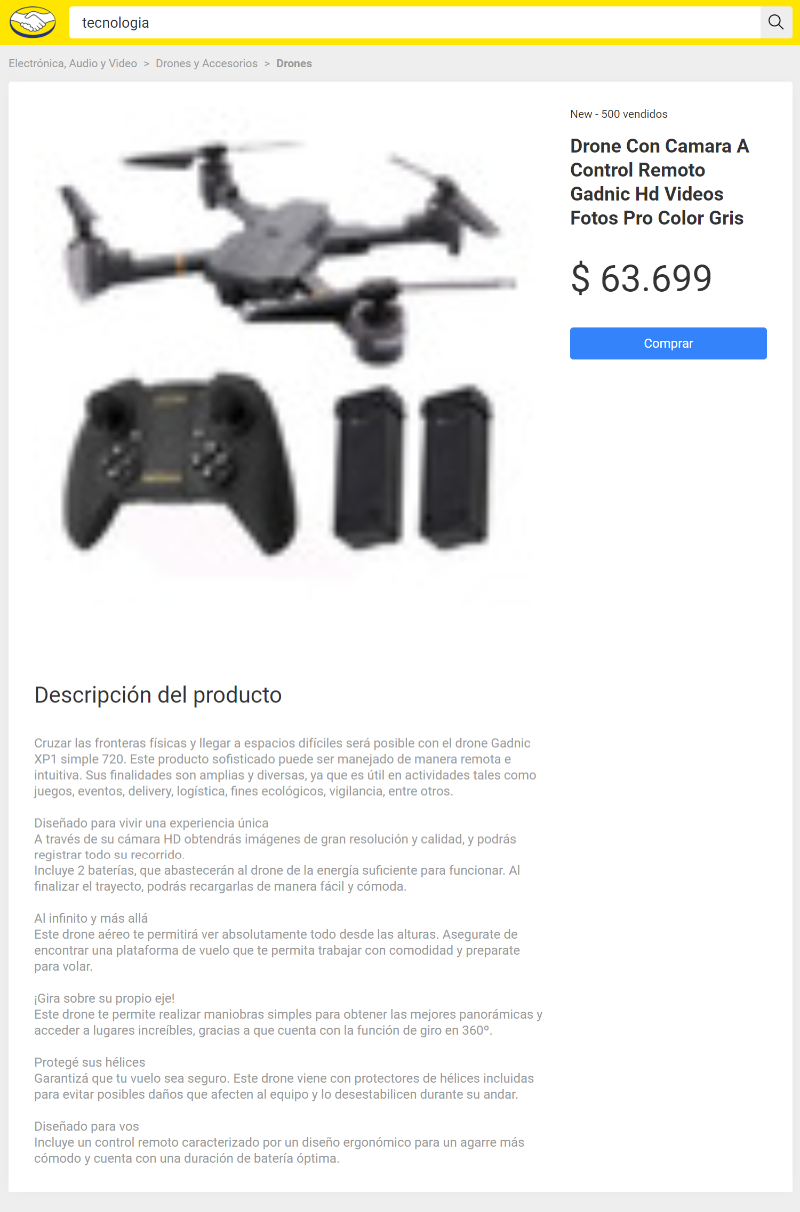 tecnologia
Electrónica, Audio y Video > Drones y Accesorios > Drones
New - 500 vendidos
Drone Con Camara A
Control Remoto
Gadnic Hd Videos
Fotos Pro Color Gris
$ 63.699
Comprar
Descripción del producto
Cruzar las fronteras físicas y llegar a espacios difíciles será posible con el drone Gadnic
XP1 simple 720. Este producto sofisticado puede ser manejado de manera remota e
intuitiva. Sus finalidades son amplias y diversas, ya que es útil en actividades tales como
juegos, eventos, delivery, logística, fines ecológicos, vigilancia, entre otros.
Diseñado para vivir una experiencia única
A través de su cámara HD obtendrás imágenes de gran resolución y calidad, y podrás
registrar todo su recorrido.
Incluye 2 baterías, que abastecerán al drone de la energía suficiente para funcionar. Al
finalizar el trayecto, podrás recargarlas de manera fácil y cómoda.
Al infinito y más allá
Este drone aéreo te permitirá ver absolutamente todo desde las alturas. Asegurate de
encontrar una plataforma de vuelo que te permita trabajar con comodidad y preparate
para volar.
¡Gira sobre su propio eje!
Este drone te permite realizar maniobras simples para obtener las mejores panorámicas y
acceder a lugares increíbles, gracias a que cuenta con la función de giro en 360º.
Protegé sus hélices
Garantizá que tu vuelo sea seguro. Este drone viene con protectores de hélices incluidas
para evitar posibles daños que afecten al equipo y lo desestabilicen durante su andar.
Diseñado para vos
Incluye un control remoto caracterizado por un diseño ergonómico para un agarre más
cómodo y cuenta con una duración de batería óptima.